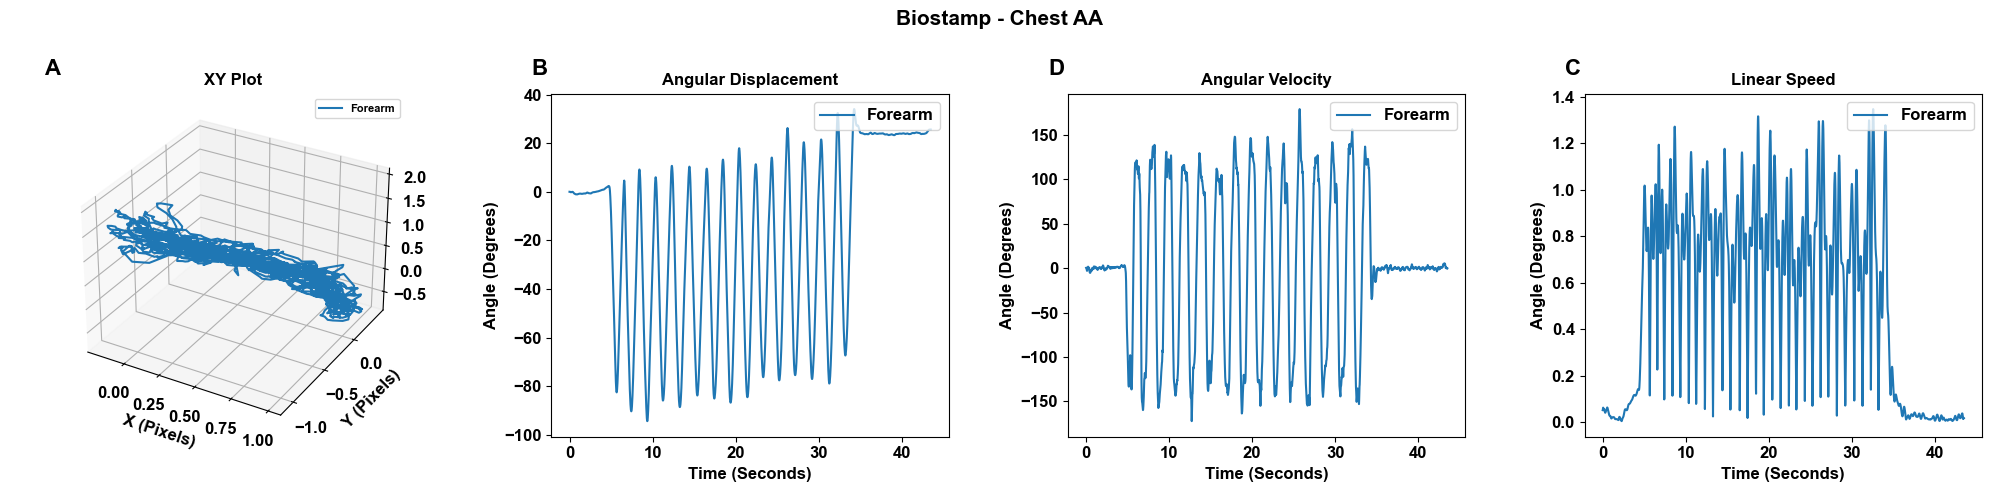 Biostamp - Chest AA
A
XY Plot
Forearm
2.0
1.5
1.0
0.5
0.0
−0.5
0.00
0.25
0.50
0.75
1.00
X (Pixels)
0.0
−0.5
−1.0
Y (Pixels)
B
Angular Displacement
Forearm
40
20
0
−20
−40
−60
−80
−100
Angle (Degrees)
0 10 20 30 40
Time (Seconds)
D
Angular Velocity
Forearm
150
100
50
0
−50
−100
−150
Angle (Degrees)
0 10 20 30 40
Time (Seconds)
C
Linear Speed
Forearm
1.4
1.2
1.0
0.8
0.6
0.4
0.2
0.0
Angle (Degrees)
0 10 20 30 40
Time (Seconds)